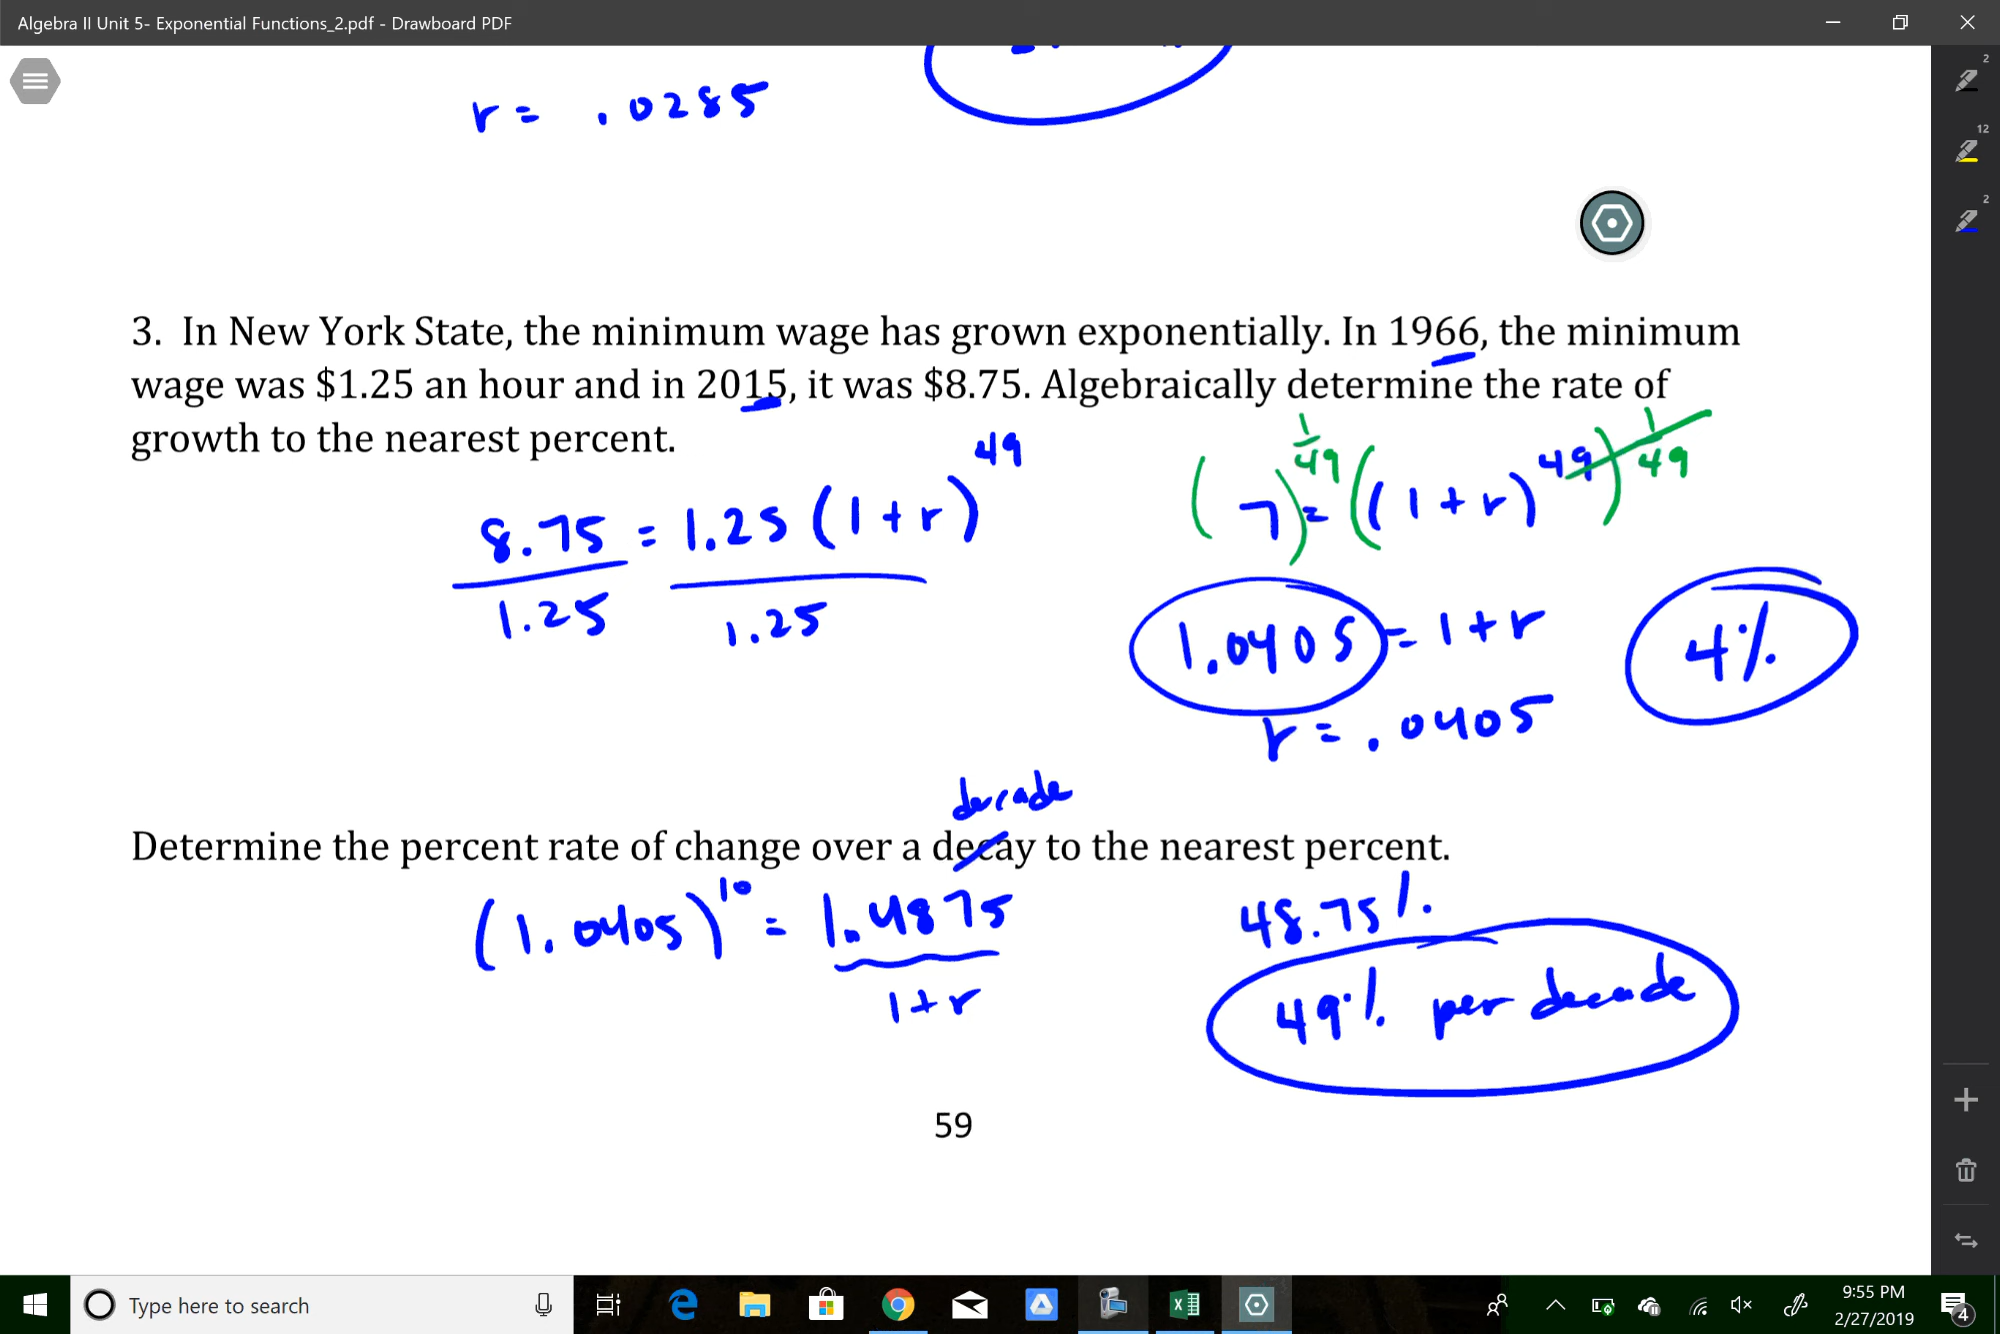 Algebra II Unit 5- Exponential Functions_2.pdf - Drawboard PDF
2
r = .0285
12
2
3. In New York State, the minimum wage has grown exponentially. In 1966, the minimum
wage was $1.25 an hour and in 2015, it was $8.75. Algebraically determine the rate of
growth to the nearest percent.
8.75 = 1.25 (1+r)^49
1.25 1.25
(7)^1/49 = ((1+r)^49)^1/49
1.0405 = 1+r
4%
r = .0405
decade
Determine the percent rate of change over a decay to the nearest percent.
(1.0405)^10 = 1.4875
1+r
48.75%
49% per decade
59
Type here to search
9:55 PM
2/27/2019
4